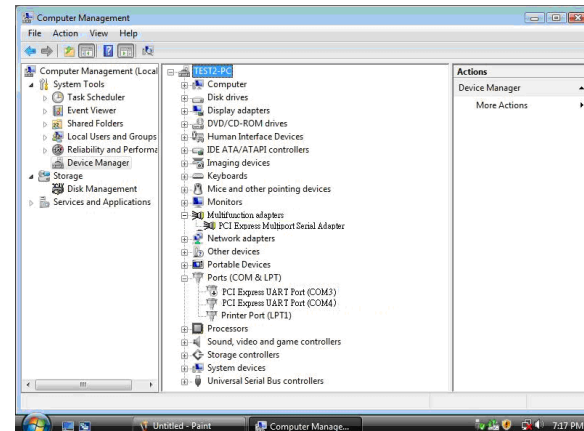 Computer Management
File Action View Help
Computer Management (Local
System Tools
Task Scheduler
Event Viewer
Shared Folders
Local Users and Groups
Reliability and Performa
Device Manager
Storage
Disk Management
Services and Applications
TEST2-PC
Computer
Disk drives
Display adapters
DVD/CD-ROM drives
Human Interface Devices
IDE ATA/ATAPI controllers
Imaging devices
Keyboards
Mice and other pointing devices
Monitors
Multifunction adapters
PCI Express Multiport Serial Adapter
Network adapters
Other devices
Portable Devices
Ports (COM & LPT)
PCI Express UART Port (COM3)
PCI Express UART Port (COM4)
Printer Port (LPT1)
Processors
Sound, video and game controllers
Storage controllers
System devices
Universal Serial Bus controllers
Actions
Device Manager
More Actions
Untitled - Paint
Computer Manage...
7:17 PM